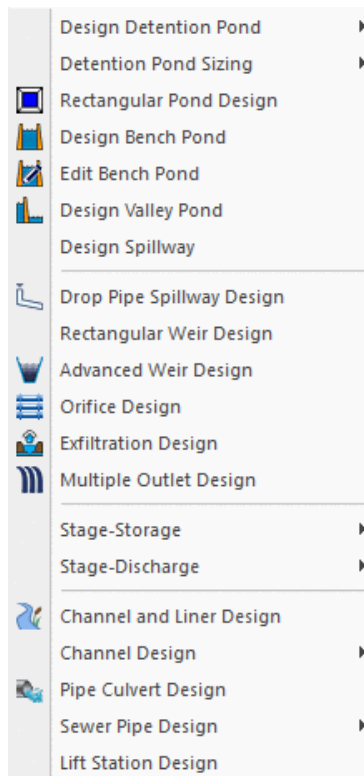 Design Detention Pond
Detention Pond Sizing
Rectangular Pond Design
Design Bench Pond
Edit Bench Pond
Design Valley Pond
Design Spillway
Drop Pipe Spillway Design
Rectangular Weir Design
Advanced Weir Design
Orifice Design
Exfiltration Design
Multiple Outlet Design
Stage-Storage
Stage-Discharge
Channel and Liner Design
Channel Design
Pipe Culvert Design
Sewer Pipe Design
Lift Station Design